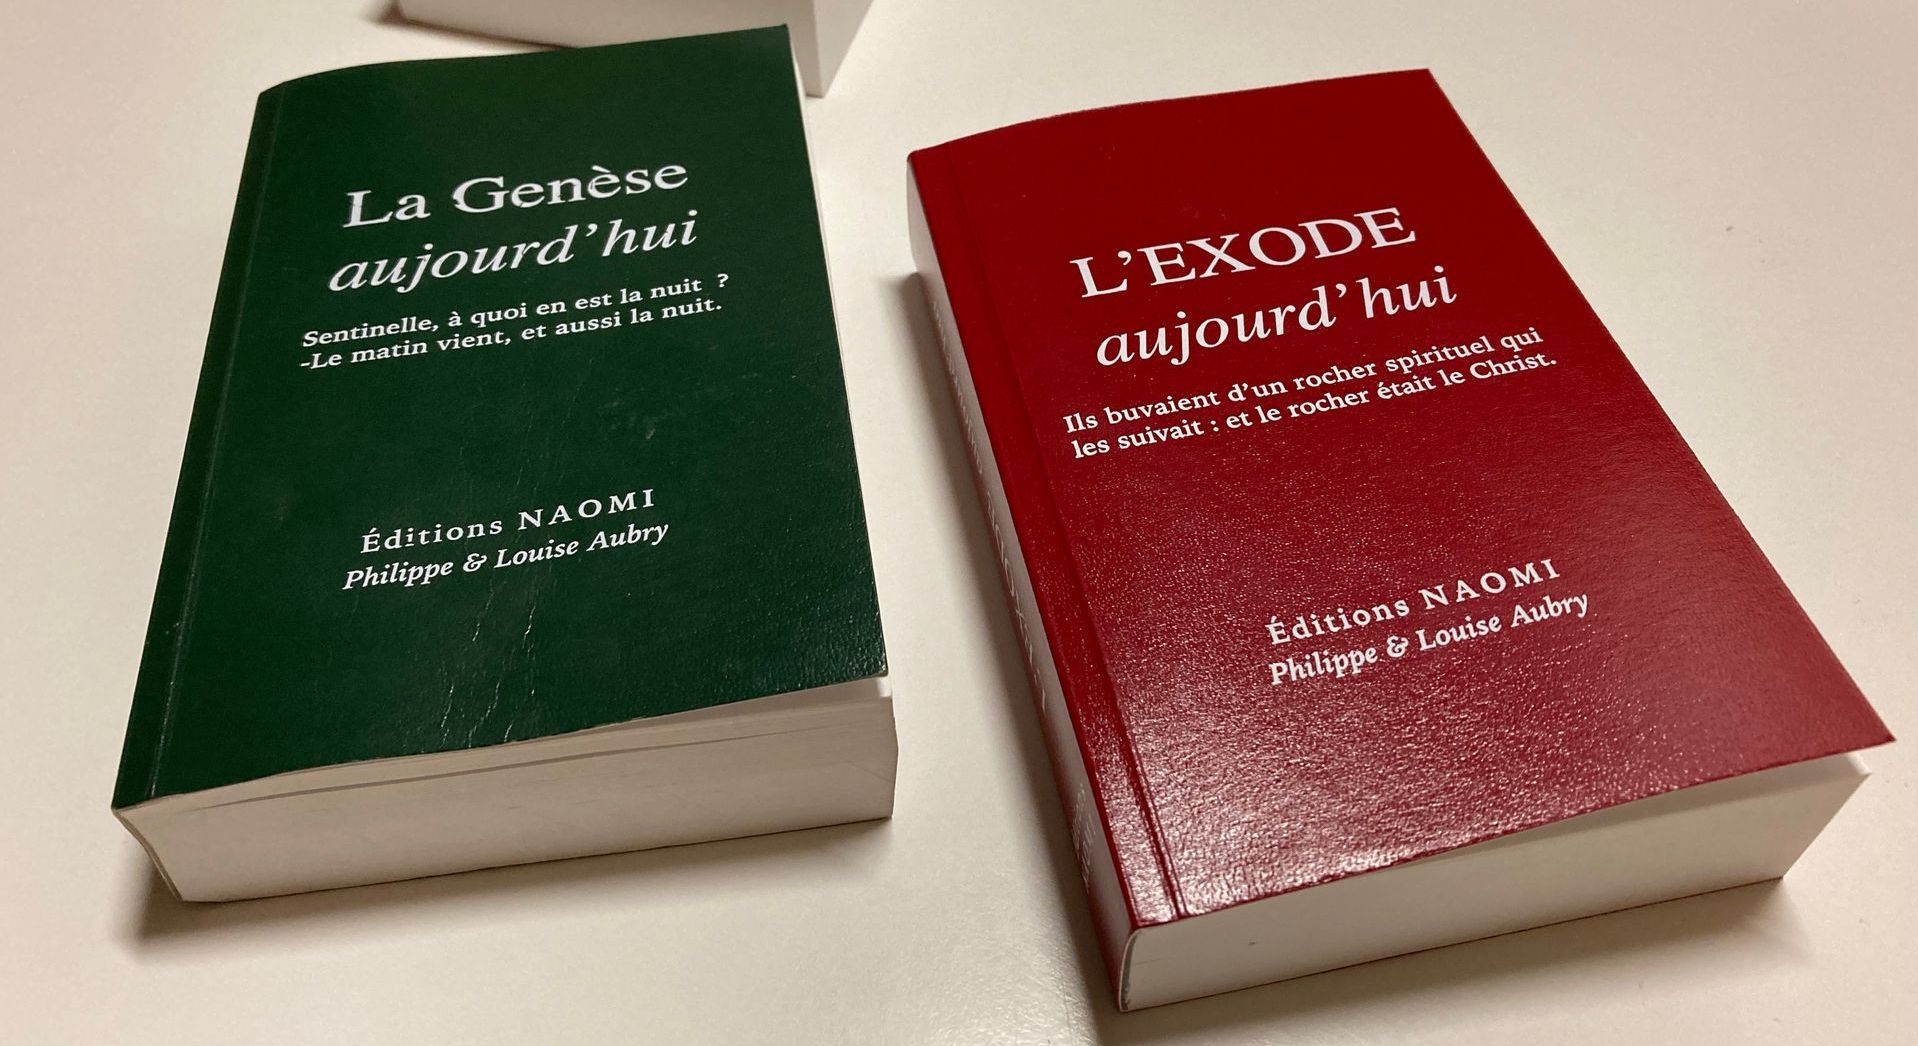 La Genèse
aujourd'hui
Sentinelle, à quoi en est la nuit ?
-Le matin vient, et aussi la nuit.
Éditions NAOMI
Philippe & Louise Aubry
L'EXODE
aujourd'hui
Ils buvaient d'un rocher spirituel qui
les suivait : et le rocher était le Christ.
Éditions NAOMI
Philippe & Louise Aubry